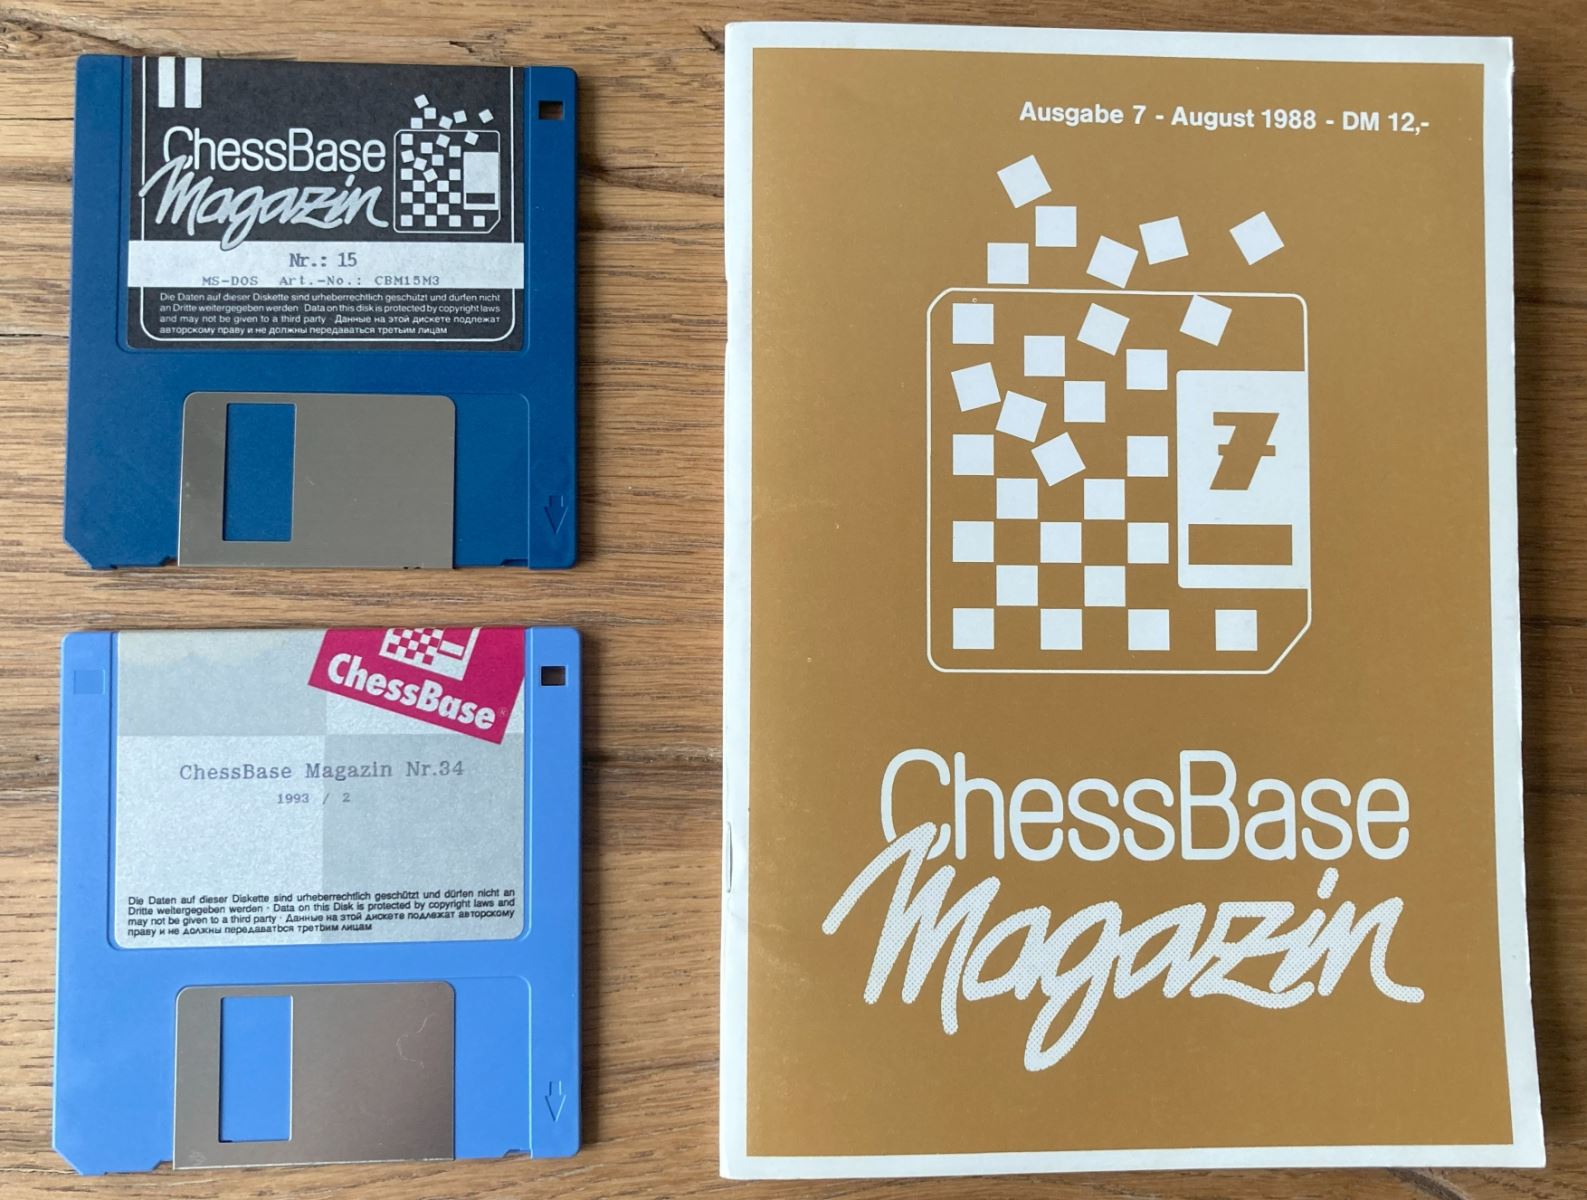 ChessBase
Magazin
Nr.: 15
MS-DOS Art.-No.: CBM15M3
Die Daten auf dieser Diskette sind urheberrechtlich geschützt und dürfen nicht
an Dritte weitergegeben werden · Data on this disk is protected by copyright laws
and may not be given to a third party · Данные на этой дискете подлежат
авторскому праву и не должны передаваться третьим лицам
ChessBase®
ChessBase Magazin Nr.34
1993 / 2
Die Daten auf dieser Diskette sind urheberrechtlich geschützt und dürfen nicht an
Dritte weitergegeben werden · Data on this Disk is protected by copyright laws and
may not be given to a third party · Данные на этой дискете подлежат авторскому
праву и не должны передаваться третьим лицам
Ausgabe 7 - August 1988 - DM 12,-
7
ChessBase
Magazin